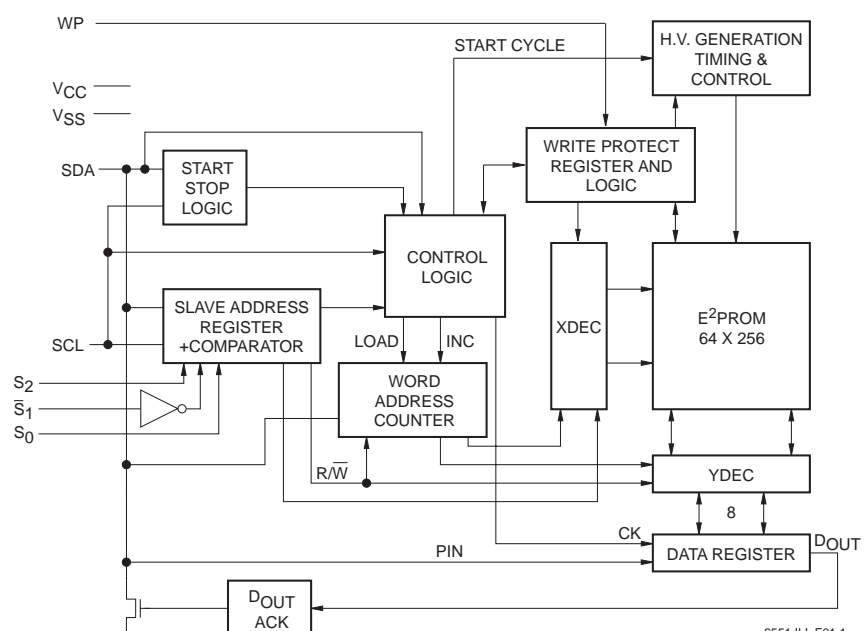 WP
H.V. GENERATION
TIMING &
CONTROL
START CYCLE
VCC
VSS
WRITE PROTECT
REGISTER AND
LOGIC
SDA
START
STOP
LOGIC
CONTROL
LOGIC
XDEC
E²PROM
64 X 256
SLAVE ADDRESS
REGISTER
+COMPARATOR
SCL
LOAD
INC
S2
S̅1
S0
WORD
ADDRESS
COUNTER
R/W̅
YDEC
8
CK
DOUT
PIN
DATA REGISTER
DOUT
ACK